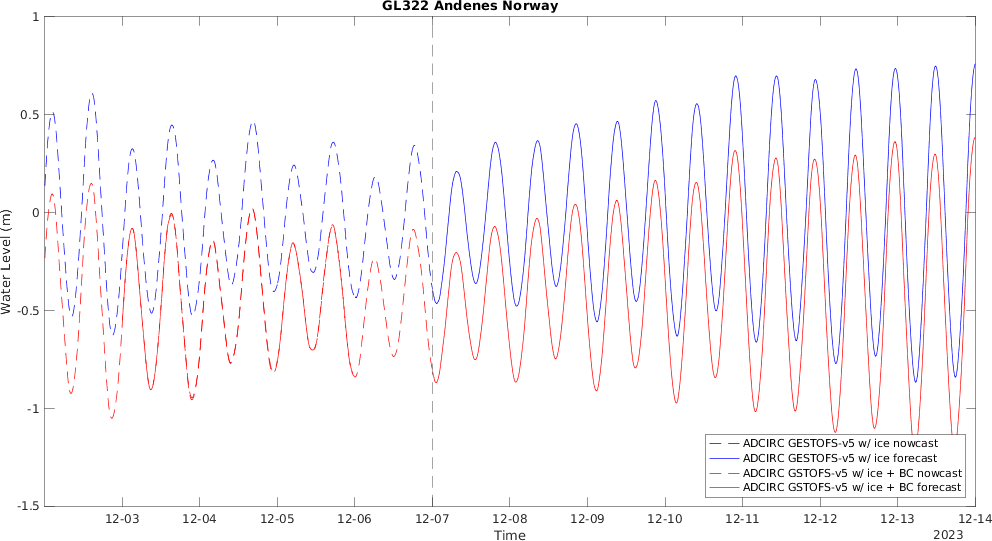 GL322 Andenes Norway
1
0.5
0
-0.5
-1
-1.5
Water Level (m)
12-03 12-04 12-05 12-06 12-07 12-08 12-09 12-10 12-11 12-12 12-13 12-14
Time
2023
ADCIRC GESTOFS-v5 w/ ice nowcast
ADCIRC GESTOFS-v5 w/ ice forecast
ADCIRC GSTOFS-v5 w/ ice + BC nowcast
ADCIRC GSTOFS-v5 w/ ice + BC forecast